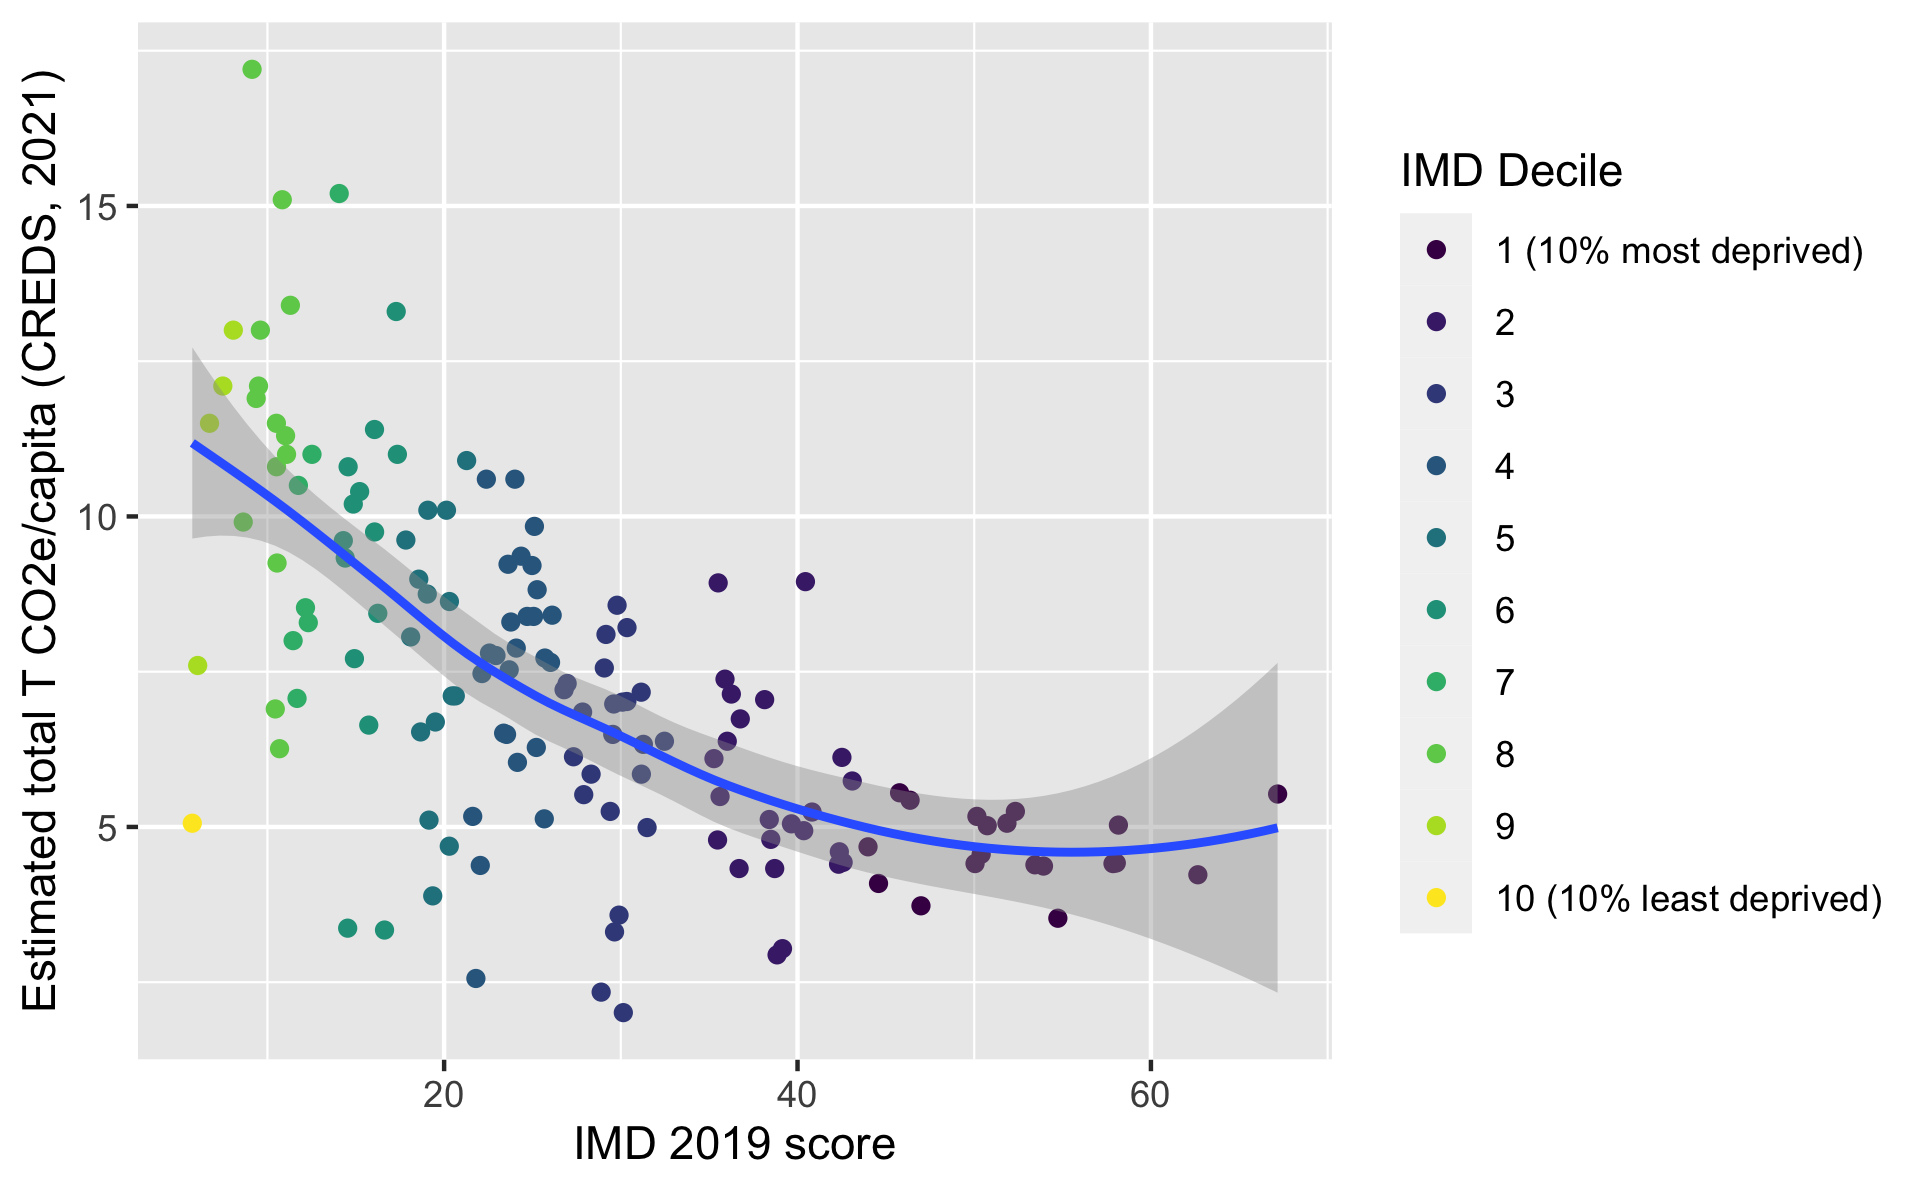 Estimated total T CO2e/capita (CREDS, 2021)
15
10
5
20
40
60
IMD 2019 score
IMD Decile
1 (10% most deprived)
2
3
4
5
6
7
8
9
10 (10% least deprived)